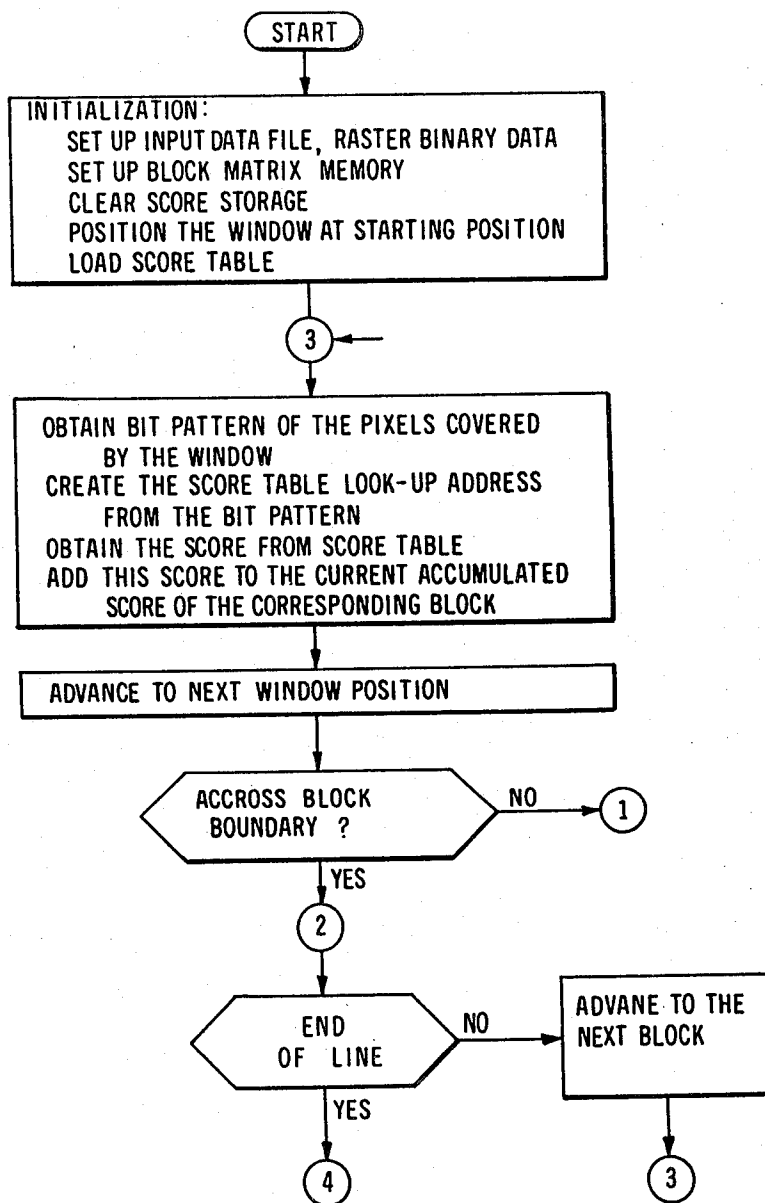 START
INITIALIZATION:
SET UP INPUT DATA FILE, RASTER BINARY DATA
SET UP BLOCK MATRIX MEMORY
CLEAR SCORE STORAGE
POSITION THE WINDOW AT STARTING POSITION
LOAD SCORE TABLE
3
OBTAIN BIT PATTERN OF THE PIXELS COVERED
BY THE WINDOW
CREATE THE SCORE TABLE LOOK-UP ADDRESS
FROM THE BIT PATTERN
OBTAIN THE SCORE FROM SCORE TABLE
ADD THIS SCORE TO THE CURRENT ACCUMULATED
SCORE OF THE CORRESPONDING BLOCK
ADVANCE TO NEXT WINDOW POSITION
ACCROSS BLOCK
BOUNDARY ?
NO
1
YES
2
END
OF LINE
NO
ADVANE TO THE
NEXT BLOCK
YES
4
3